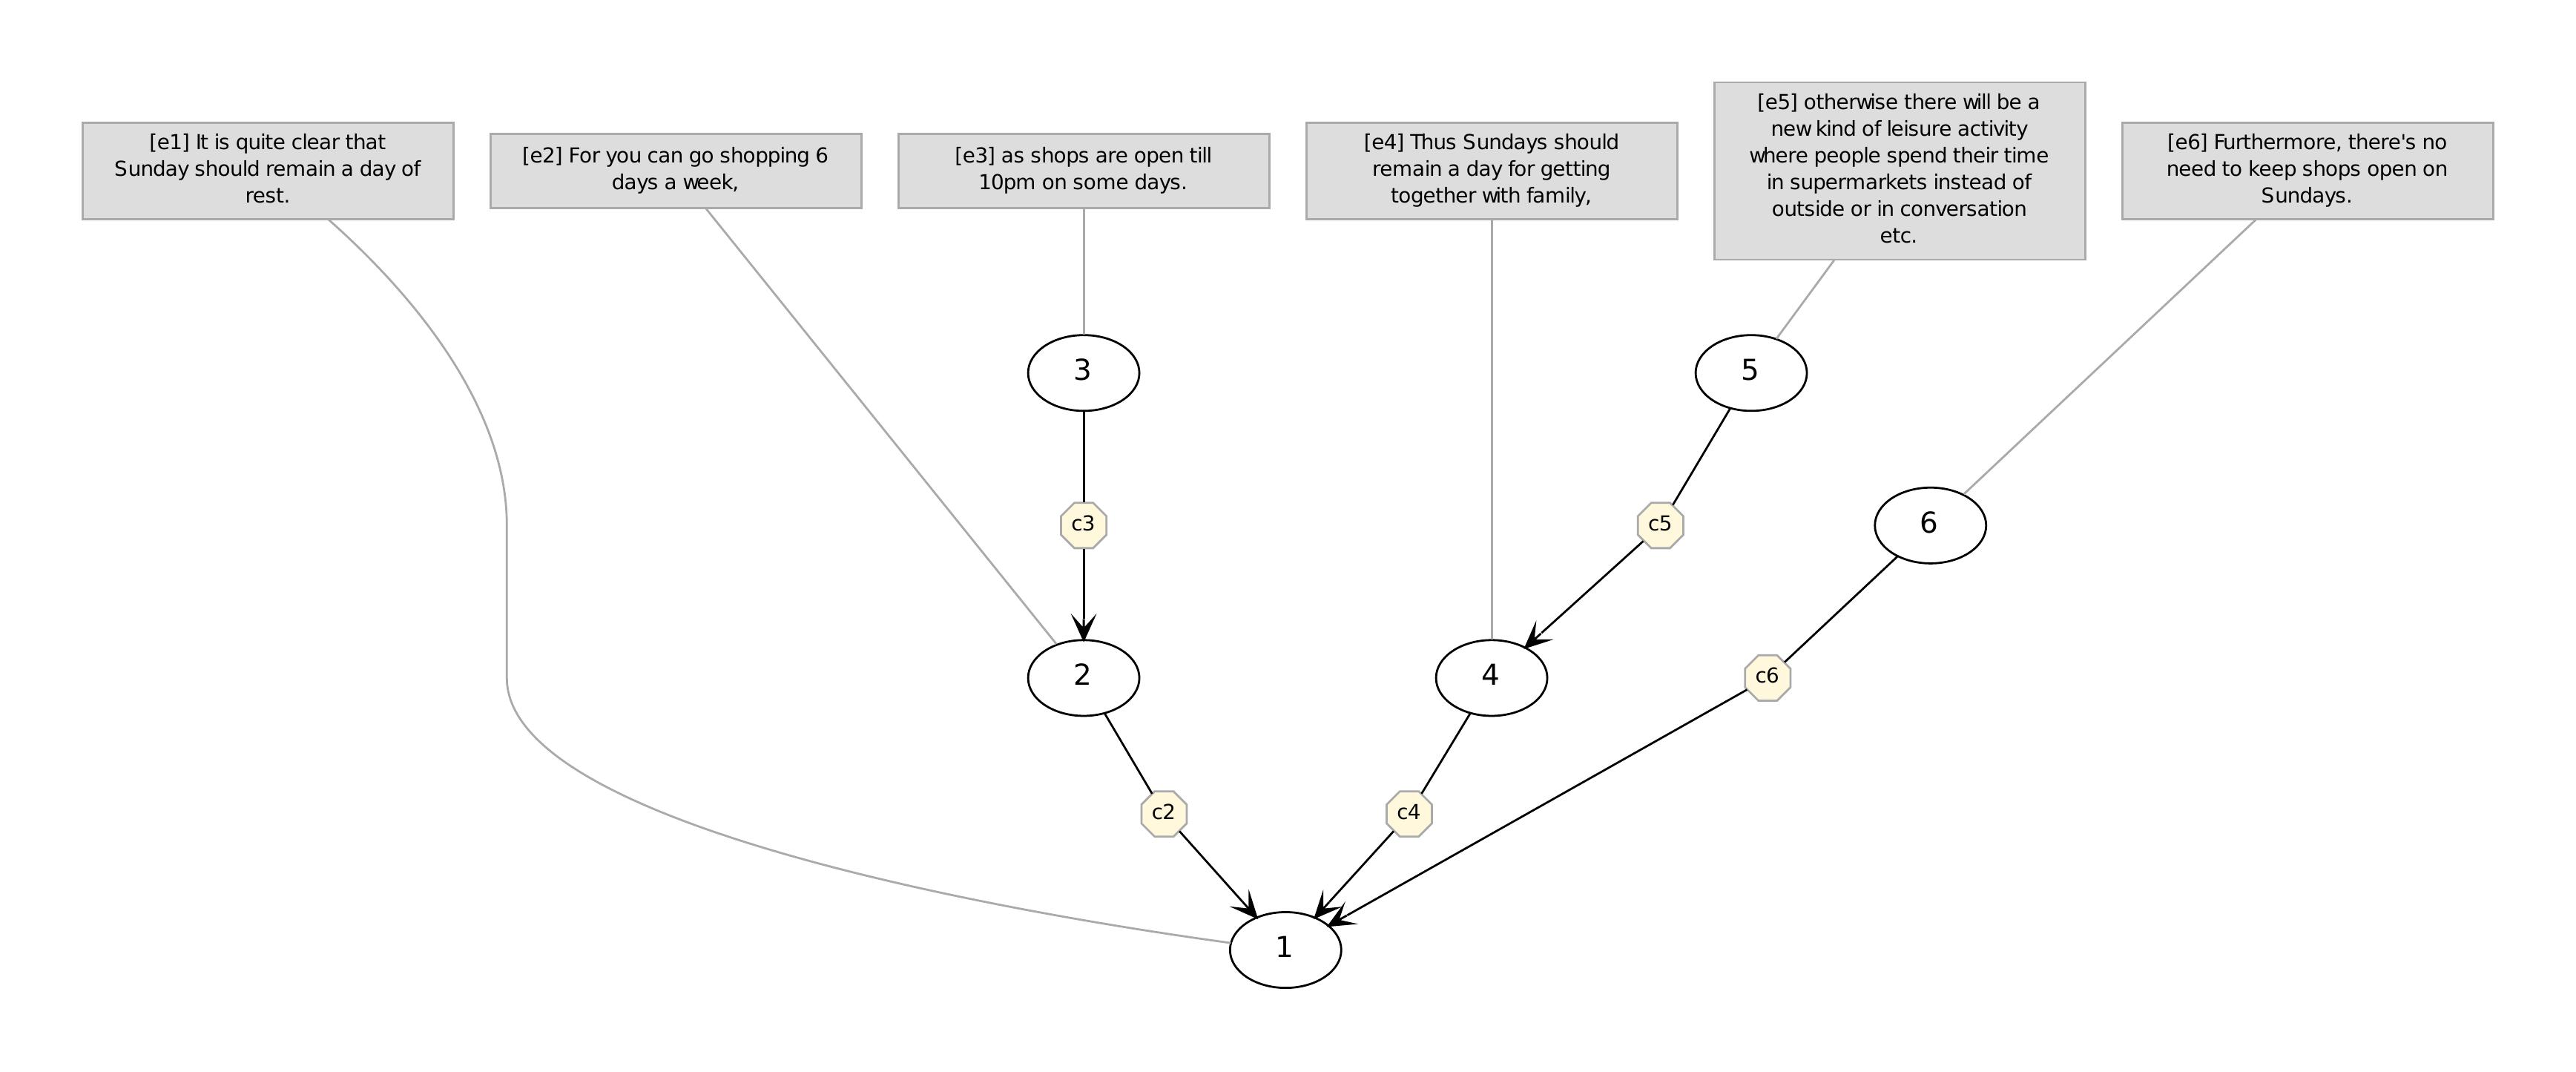 [e1] It is quite clear that
Sunday should remain a day of
rest.
[e2] For you can go shopping 6
days a week,
[e3] as shops are open till
10pm on some days.
[e4] Thus Sundays should
remain a day for getting
together with family,
[e5] otherwise there will be a
new kind of leisure activity
where people spend their time
in supermarkets instead of
outside or in conversation
etc.
[e6] Furthermore, there's no
need to keep shops open on
Sundays.
3
5
c3
c5
6
2
4
c6
c2
c4
1